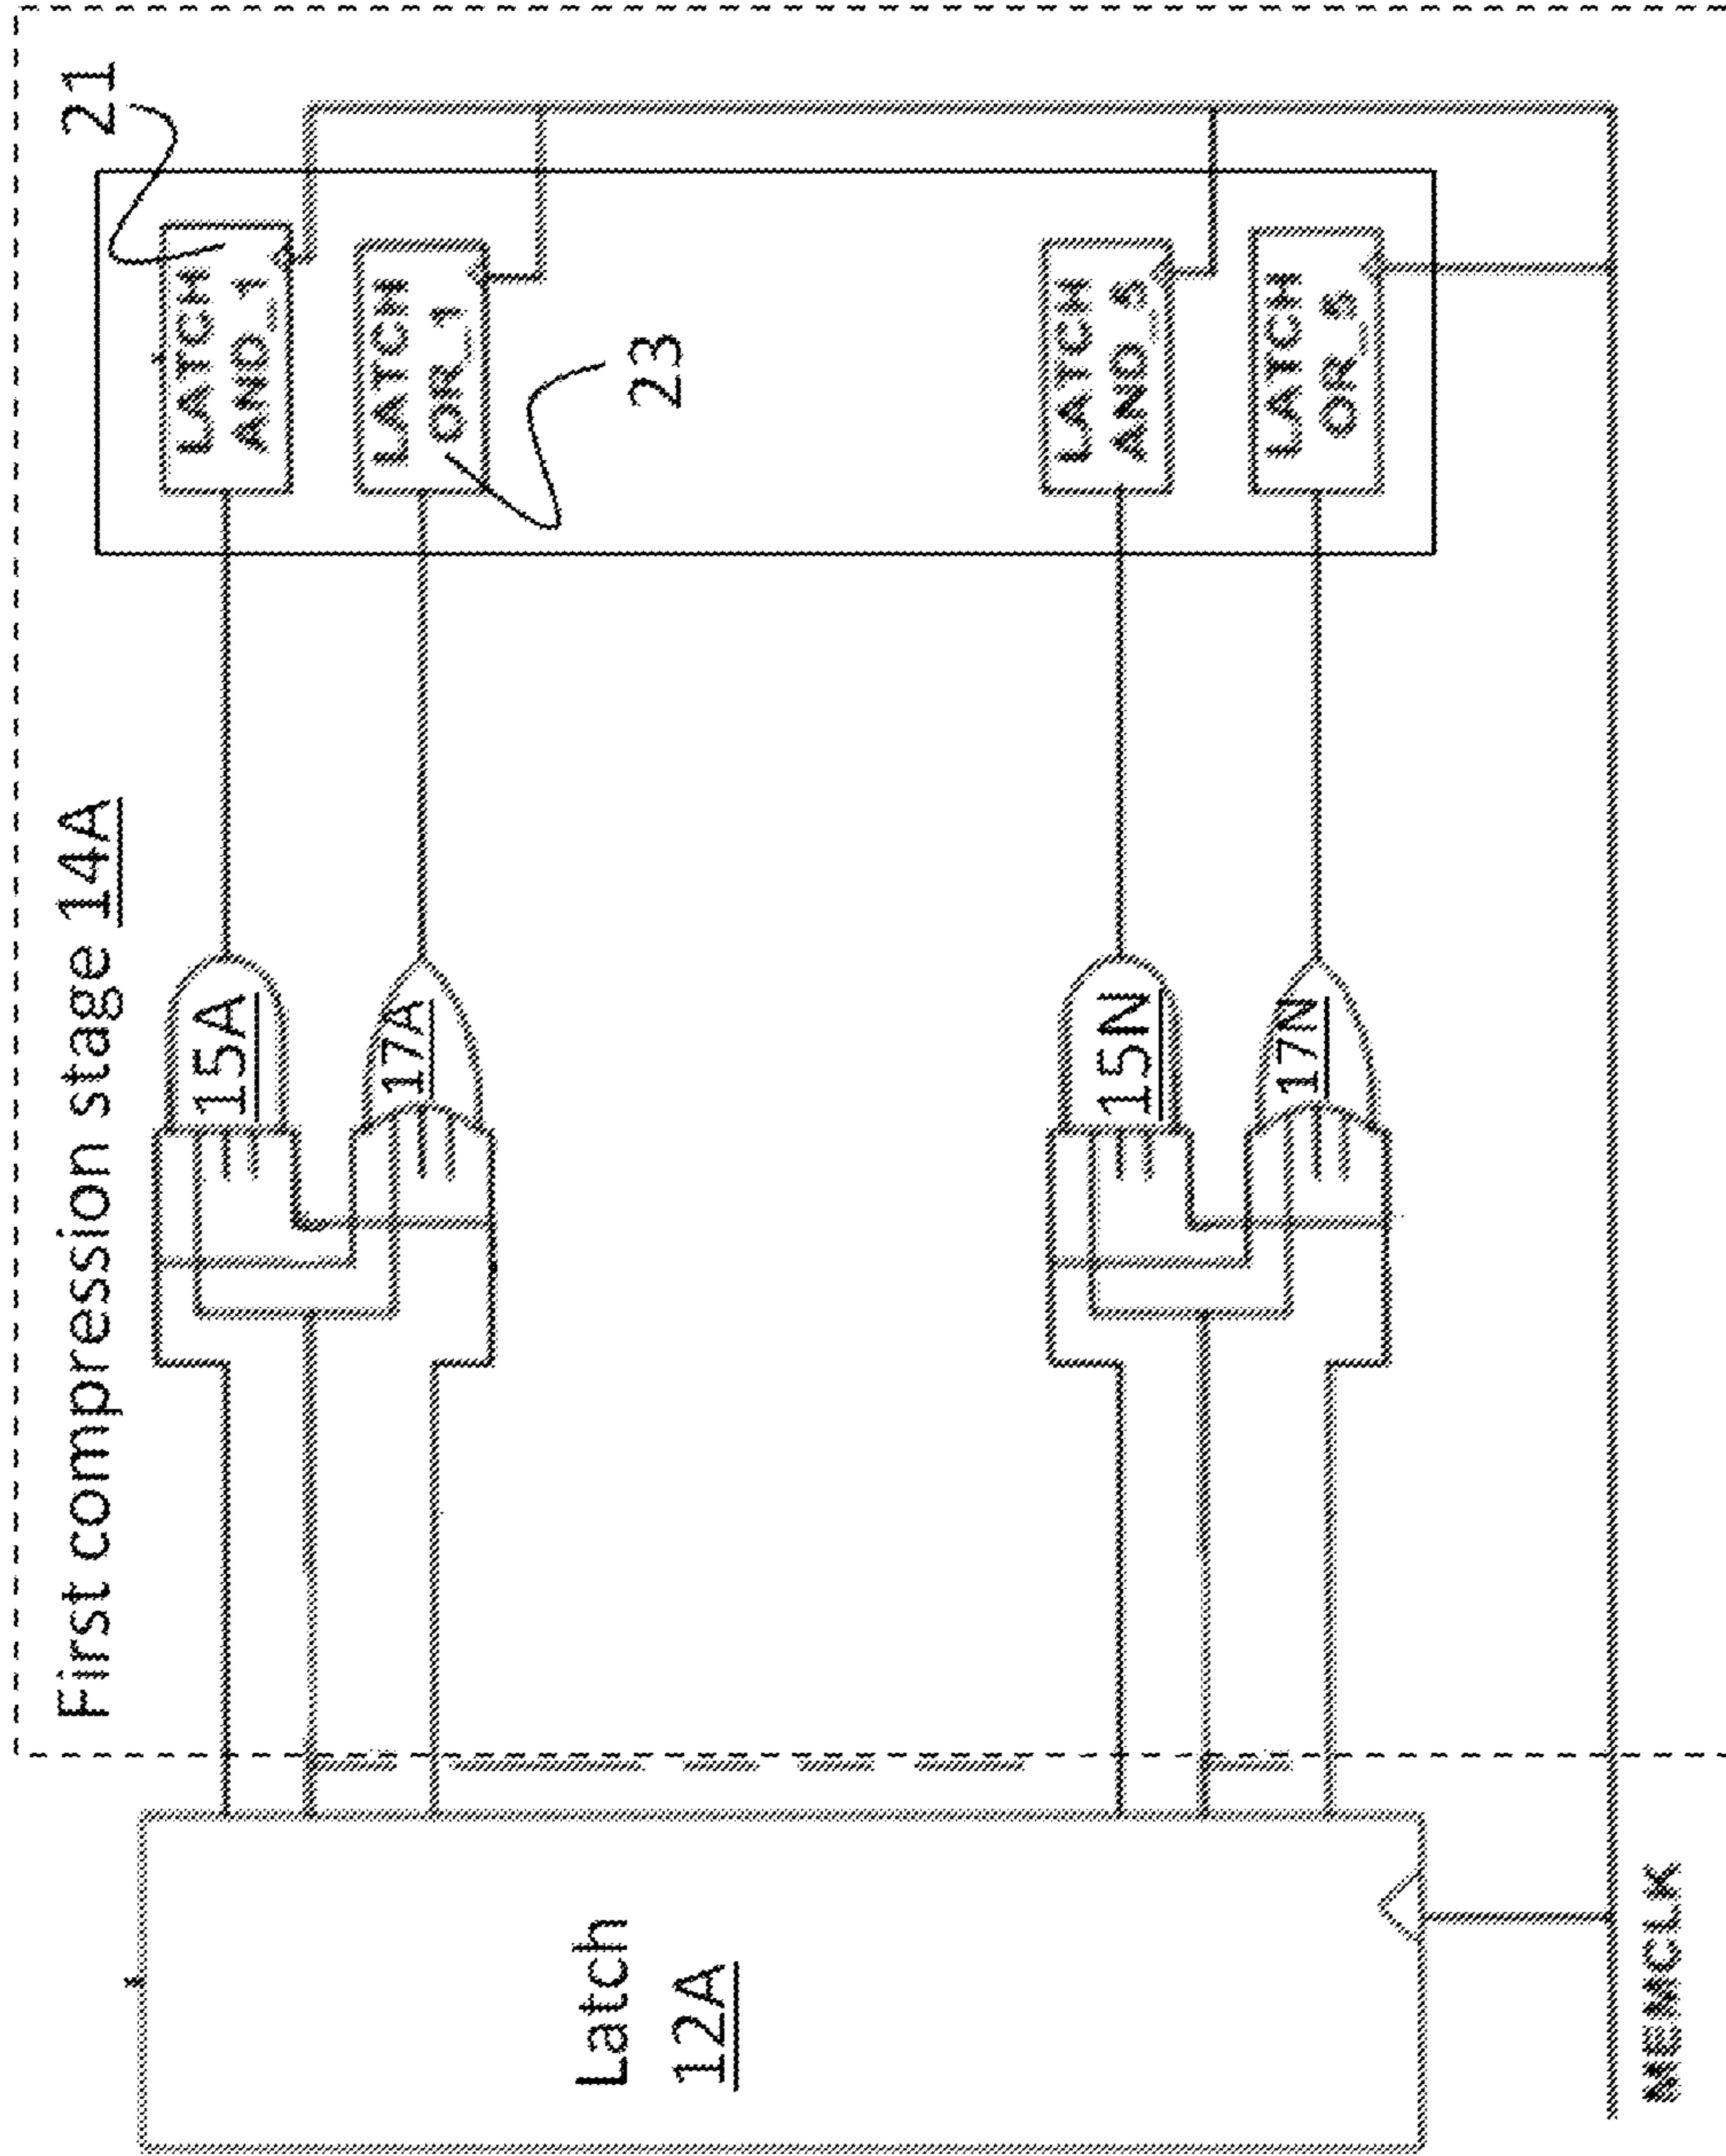 First compression stage 14A
21
LATCH
AND_1
LATCH
OR_1
23
LATCH
AND_5
LATCH
OR_5
15A
17A
15N
17N
Latch
12A
MEMCLK